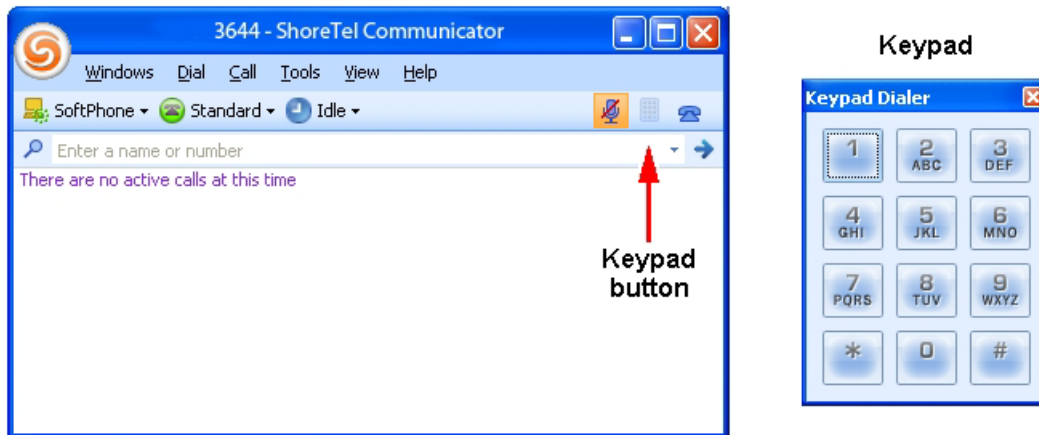 3644 - ShoreTel Communicator
Windows Dial Call Tools View Help
SoftPhone Standard Idle
Enter a name or number
There are no active calls at this time
Keypad
button
Keypad
Keypad Dialer
1 2 3
ABC DEF
4 5 6
GHI JKL MNO
7 8 9
PQRS TUV WXYZ
* 0 #